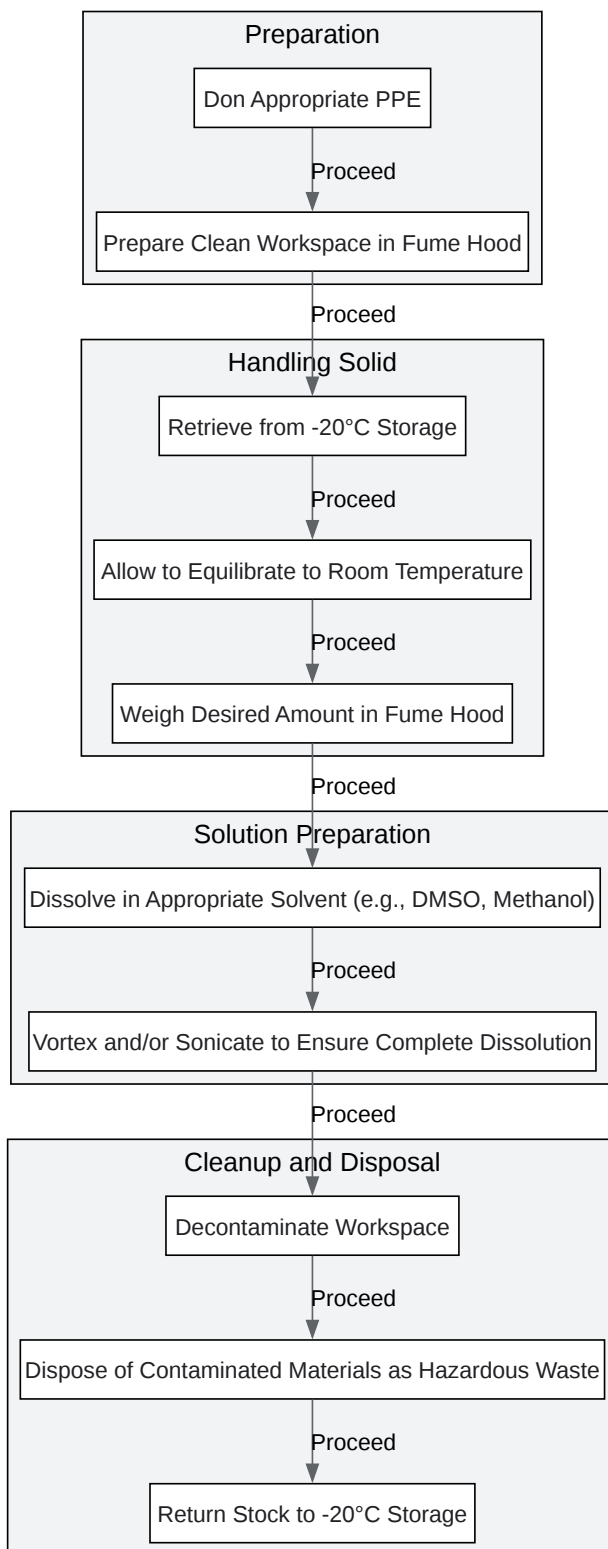 Preparation
Don Appropriate PPE
Proceed
Prepare Clean Workspace in Fume Hood
Proceed
Handling Solid
Retrieve from -20°C Storage
Proceed
Allow to Equilibrate to Room Temperature
Proceed
Weigh Desired Amount in Fume Hood
Proceed
Solution Preparation
Dissolve in Appropriate Solvent (e.g., DMSO, Methanol)
Proceed
Vortex and/or Sonicate to Ensure Complete Dissolution
Proceed
Cleanup and Disposal
Decontaminate Workspace
Proceed
Dispose of Contaminated Materials as Hazardous Waste
Proceed
Return Stock to -20°C Storage